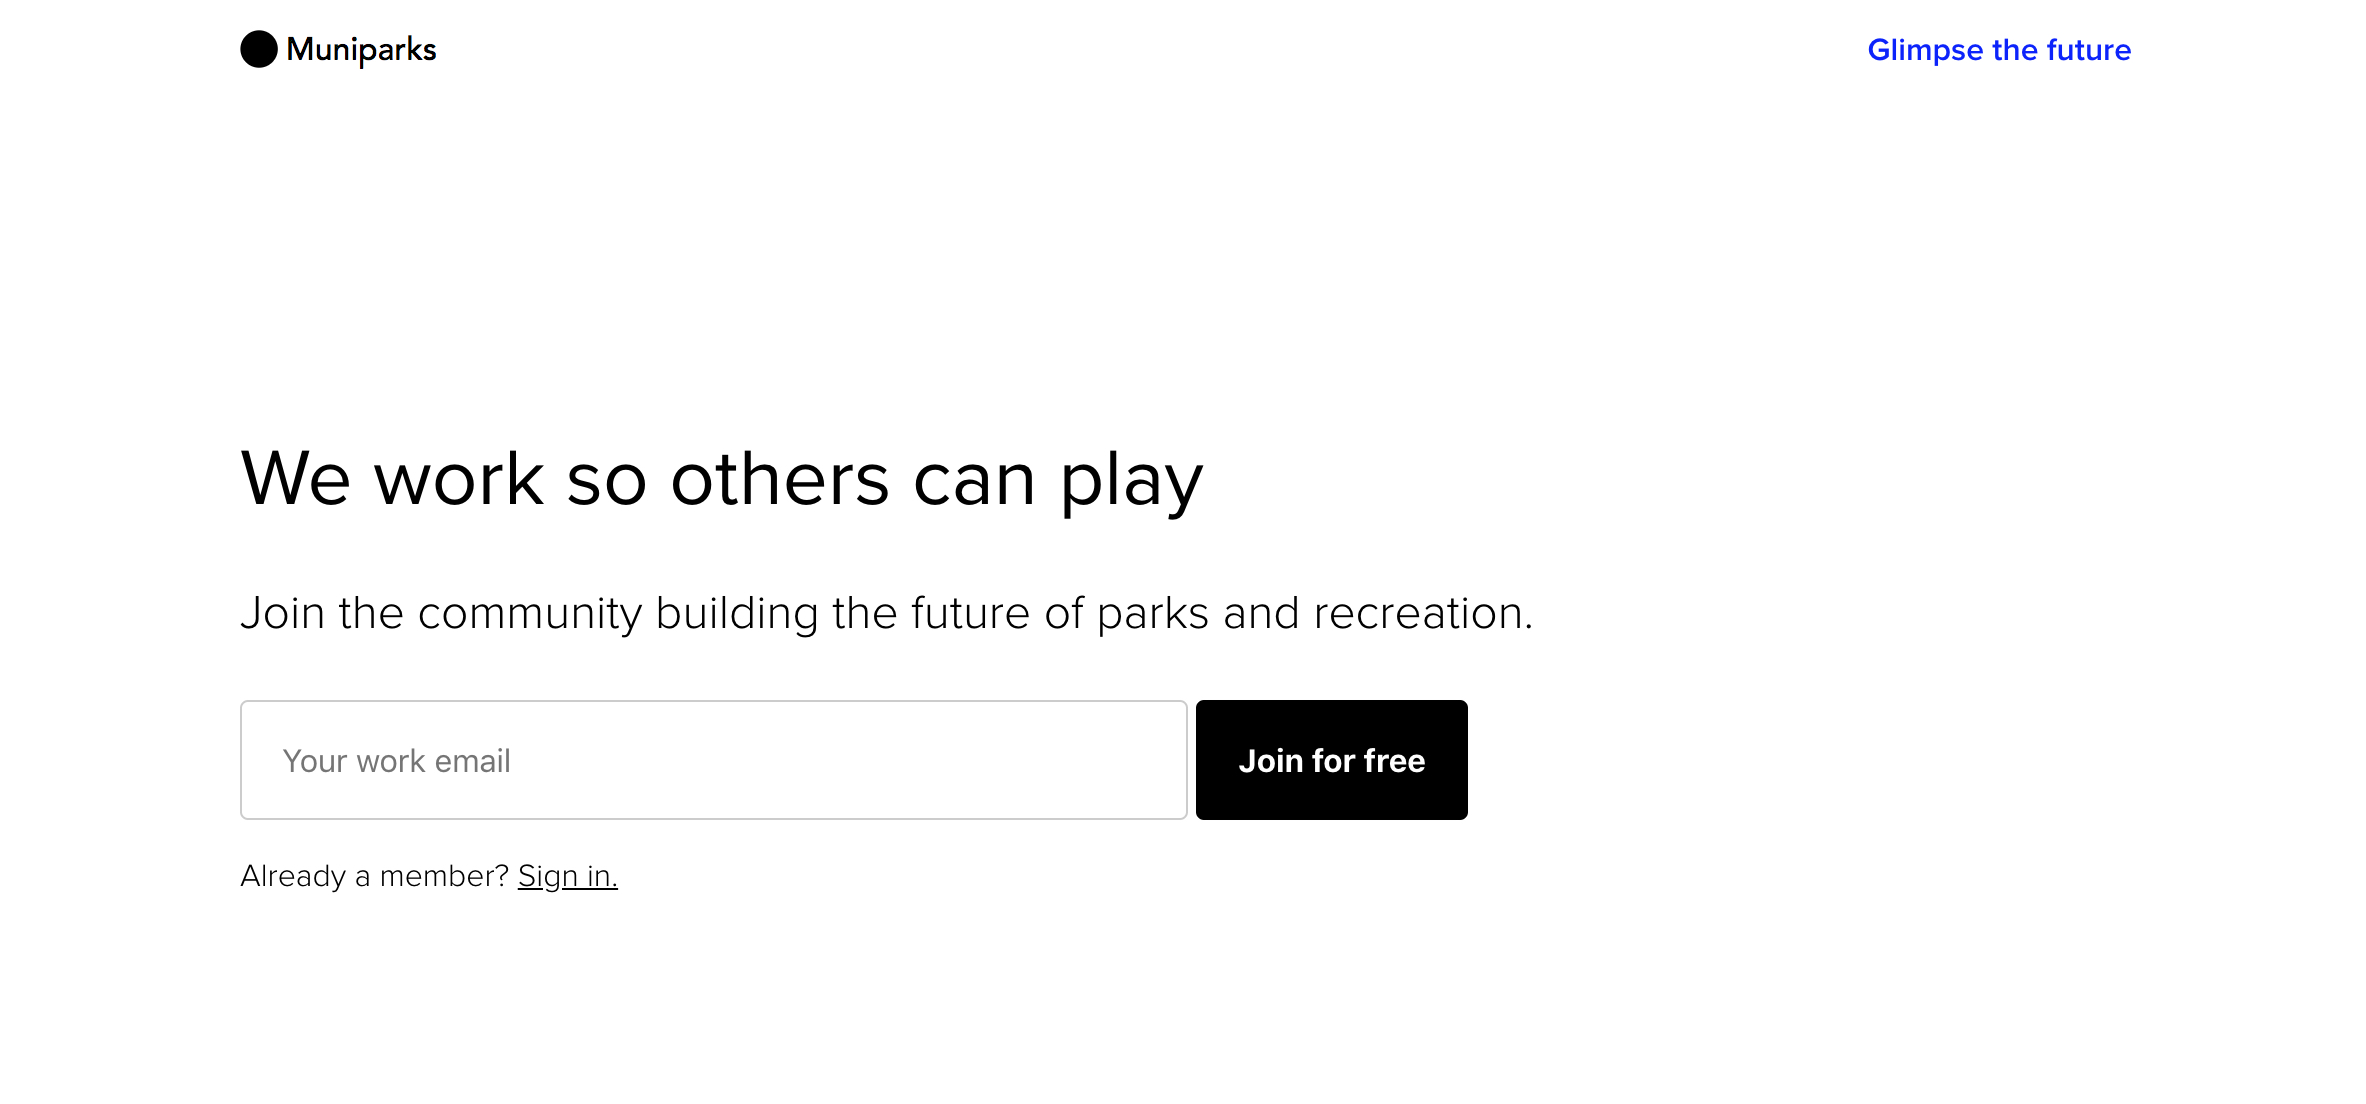 Muniparks
Glimpse the future
We work so others can play
Join the community building the future of parks and recreation.
Your work email
Join for free
Already a member? Sign in.